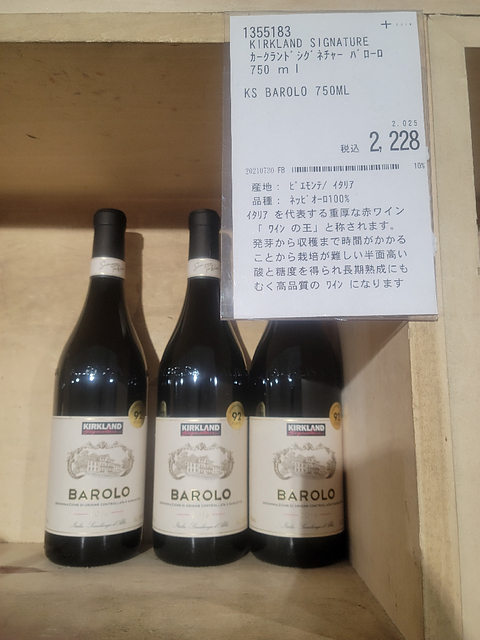 1355183
KIRKLAND SIGNATURE
カークランドシグネチャー バローロ
750 ml
KS BAROLO 750ML
2.025
税込 2,228
20210720 FB
10%
産地: ピエモンテ/ イタリア
品種: ネッビオーロ100%
イタリアを代表する重厚な赤ワイン
「ワインの王」と称されます。
発芽から収穫まで時間がかかる
ことから栽培が難しい半面高い
酸と糖度を得られ長期熟成にも
むく高品質の ワイン になります
92
KIRKLAND
BAROLO
92
KIRKLAND
BAROLO
KIRKLAND
BAROLO